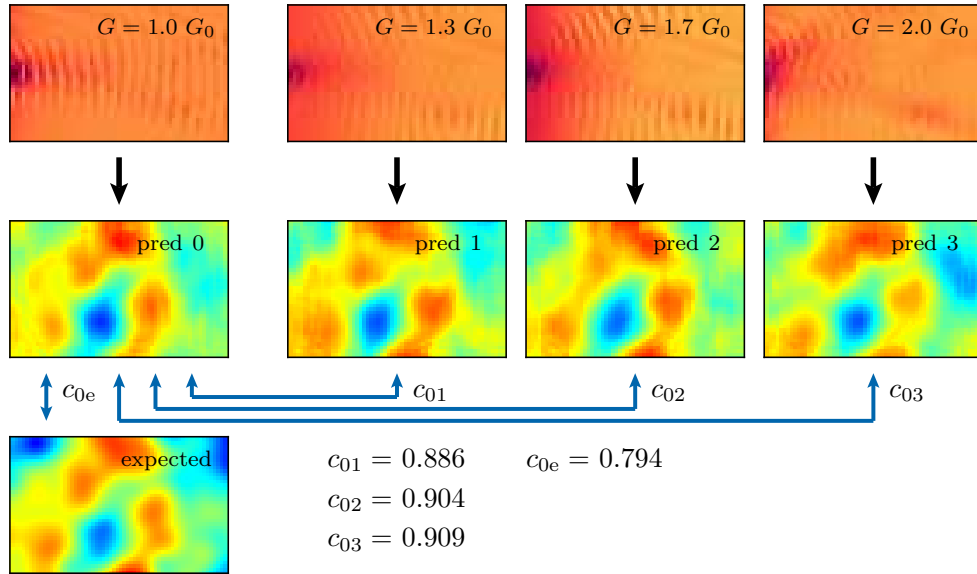 G = 1.0 G₀
G = 1.3 G₀
G = 1.7 G₀
G = 2.0 G₀
pred 0
pred 1
pred 2
pred 3
c₀ₑ
c₀₁
c₀₂
c₀₃
expected
c₀₁ = 0.886
c₀ₑ = 0.794
c₀₂ = 0.904
c₀₃ = 0.909